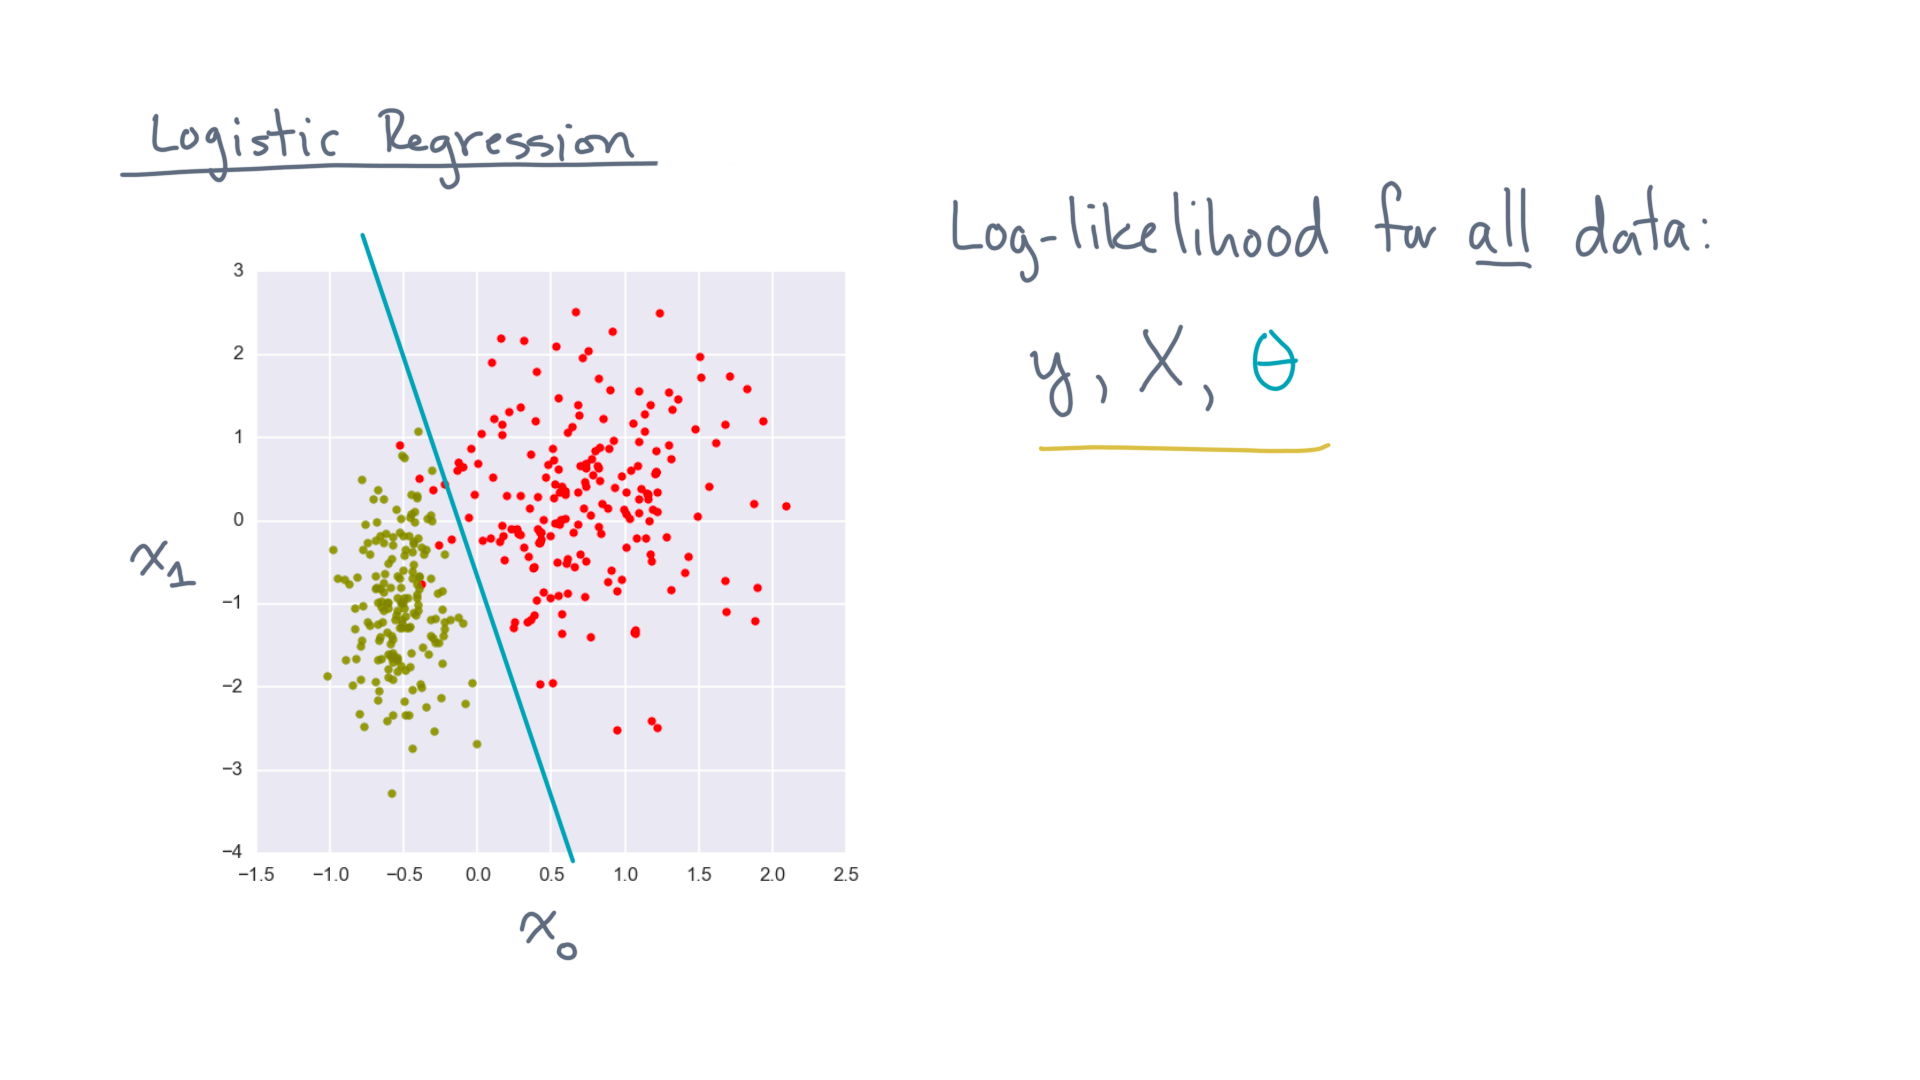 Logistic Regression
Log-likelihood for all data:
y, X, θ
3
2
1
0
−1
−2
−3
−4
x₁
−1.5 −1.0 −0.5 0.0 0.5 1.0 1.5 2.0 2.5
x₀